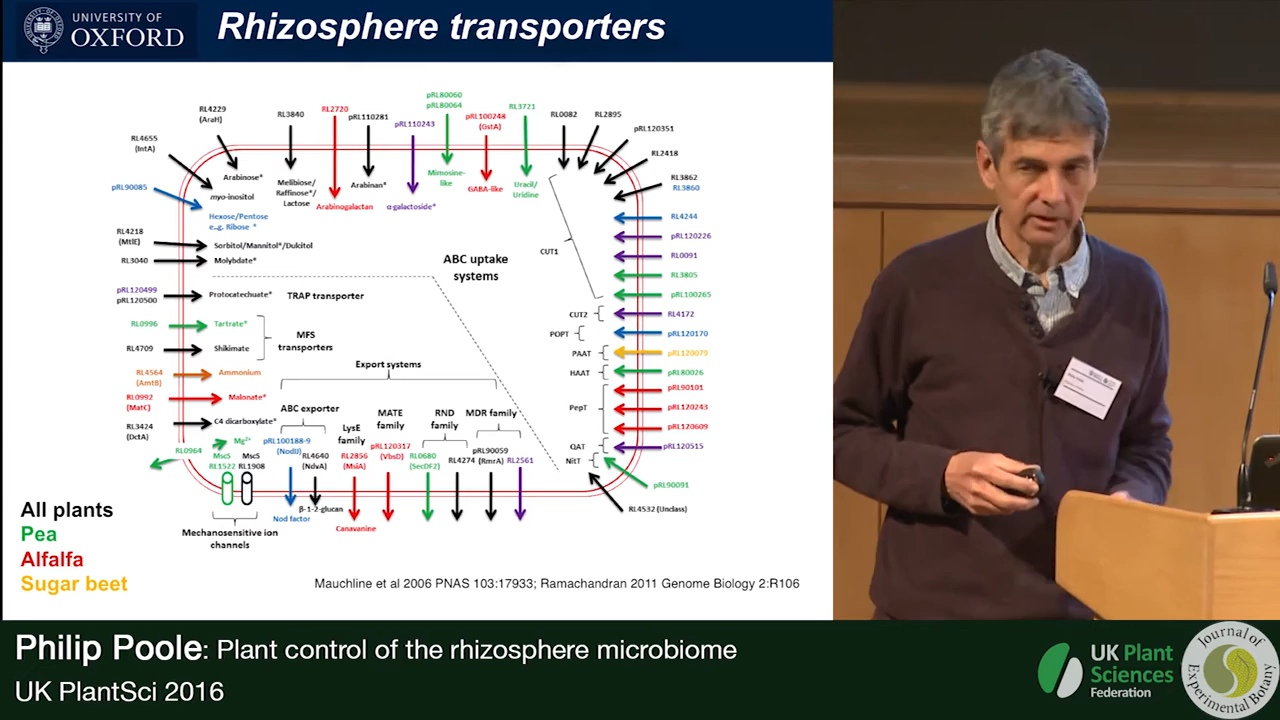 UNIVERSITY OF
OXFORD
Rhizosphere transporters
RL4229
(AraH)
RL3840
RL2720
pRL110281
pRL110243
pRL80060
pRL80064
pRL100248
(GstA)
RL3721
RL0082
RL2895
pRL120351
RL2418
RL3862
RL3860
RL4655
(IntA)
pRL90085
Arabinose*
myo-inositol
Melibiose/
Raffinose*/
Lactose
Arabinogalactan
Arabinan*
α-galactoside*
Mimosine-
like
GABA-like
Uracil/
Uridine
Hexose/Pentose
e..g. Ribose *
RL4218
(MtlE)
Sorbitol/Mannitol*/Dulcitol
RL3040
Molybdate*
ABC uptake
systems
CUT1
RL4244
pRL120226
RL0091
RL3805
pRL100265
pRL120499
pRL120500
Protocatechuate*
TRAP transporter
CUT2
RL4172
RL0996
Tartrate*
POPT
pRL120170
MFS
transporters
RL4709
Shikimate
PAAT
pRL120079
RL4564
(AmtB)
Ammonium
Export systems
HAAT
pRL80026
RL0992
(MatC)
Malonate*
PepT
pRL90101
pRL120243
pRL120609
RL3424
(DctA)
C4 dicarboxylate*
ABC exporter
LysE
family
MATE
family
RND
family
MDR family
QAT
pRL120515
NitT
pRL90091
RL4532 (Unclass)
RL0964
Mg2+
MscS
RL1522
MscS
RL1908
pRL100188-9
(NodIJ)
RL4640
(NdvA)
RL2856
(MsiA)
pRL120317
(VbsD)
RL0680
(SecDF2)
RL4274
pRL90059
(RmrA)
RL2561
Nod factor
β-1-2-glucan
Canavanine
Mechanosensitive ion
channels
All plants
Pea
Alfalfa
Sugar beet
Mauchline et al 2006 PNAS 103:17933; Ramachandran 2011 Genome Biology 2:R106
Philip Poole: Plant control of the rhizosphere microbiome
UK PlantSci 2016
UK Plant
Sciences
Federation
Journal of
Experimental Botany